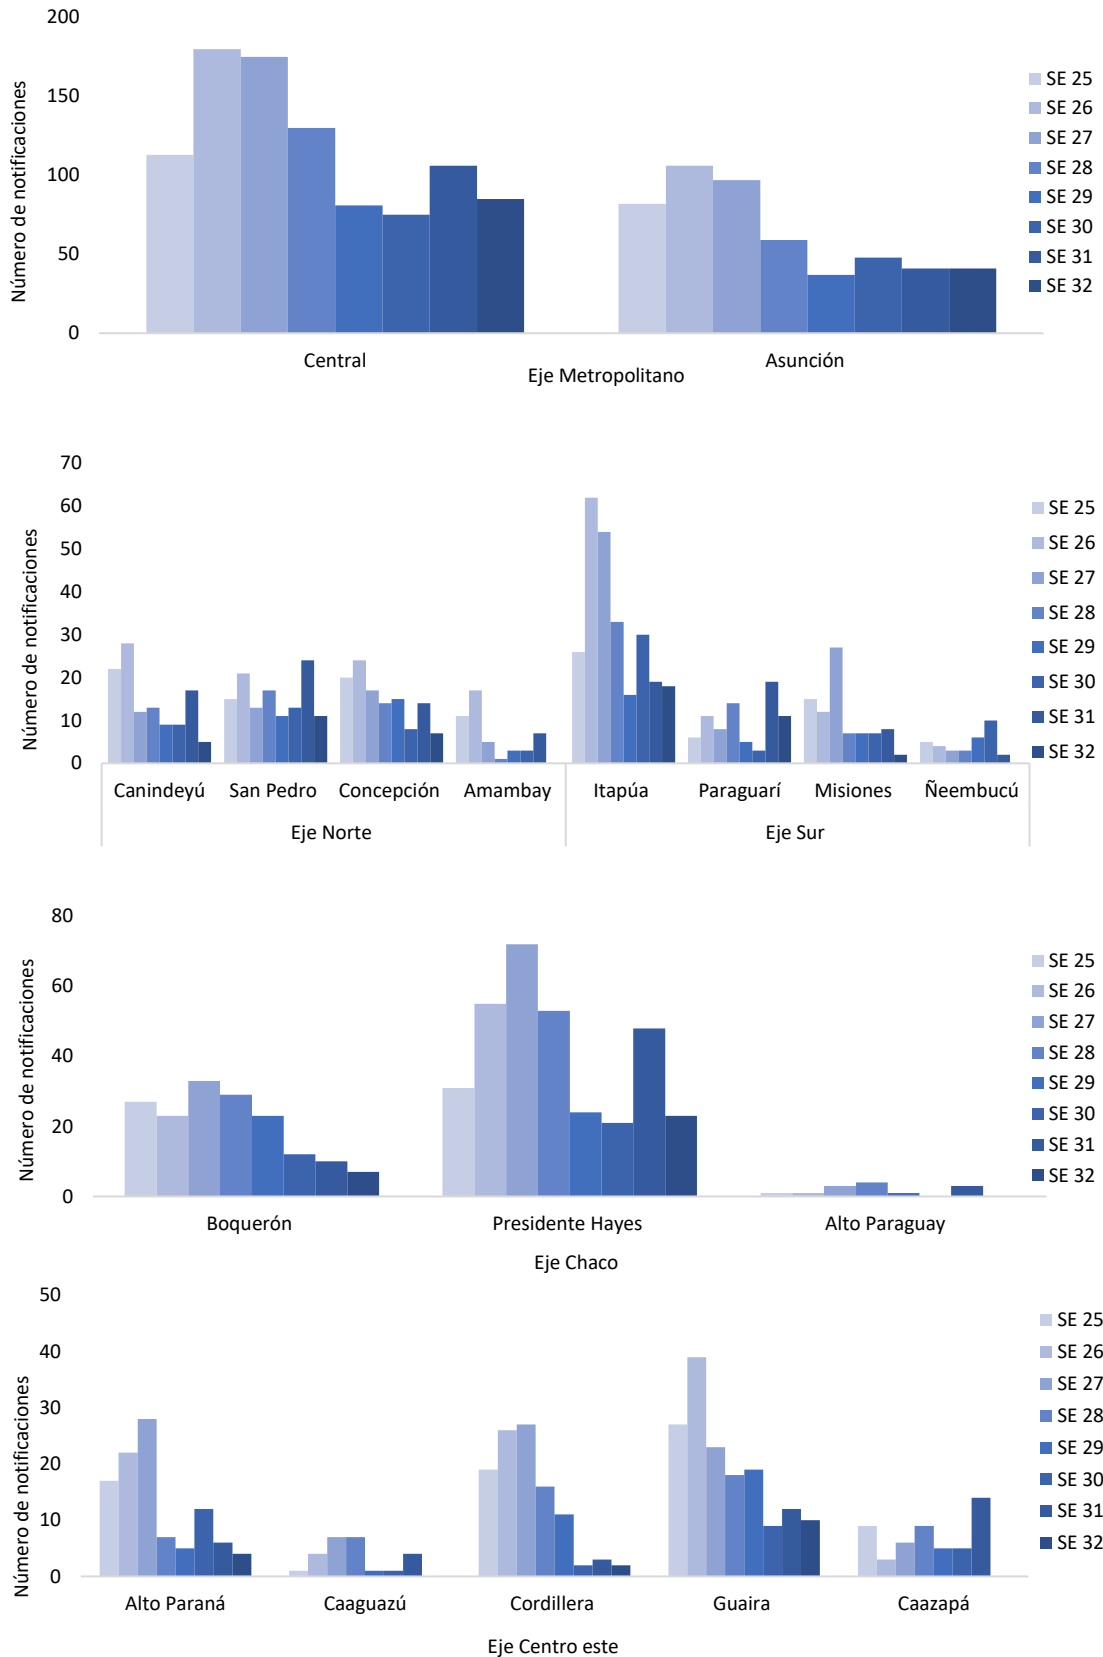 200
150
100
50
0
Número de notificaciones
Central
Asunción
Eje Metropolitano
SE 25
SE 26
SE 27
SE 28
SE 29
SE 30
SE 31
SE 32
70
60
50
40
30
20
10
0
Número de notificaciones
Canindeyú
San Pedro
Concepción
Amambay
Itapúa
Paraguarí
Misiones
Ñeembucú
Eje Norte
Eje Sur
SE 25
SE 26
SE 27
SE 28
SE 29
SE 30
SE 31
SE 32
80
60
40
20
0
Número de notificaciones
Boquerón
Presidente Hayes
Alto Paraguay
Eje Chaco
SE 25
SE 26
SE 27
SE 28
SE 29
SE 30
SE 31
SE 32
50
40
30
20
10
0
Número de notificaciones
Alto Paraná
Caaguazú
Cordillera
Guaira
Caazapá
Eje Centro este
SE 25
SE 26
SE 27
SE 28
SE 29
SE 30
SE 31
SE 32